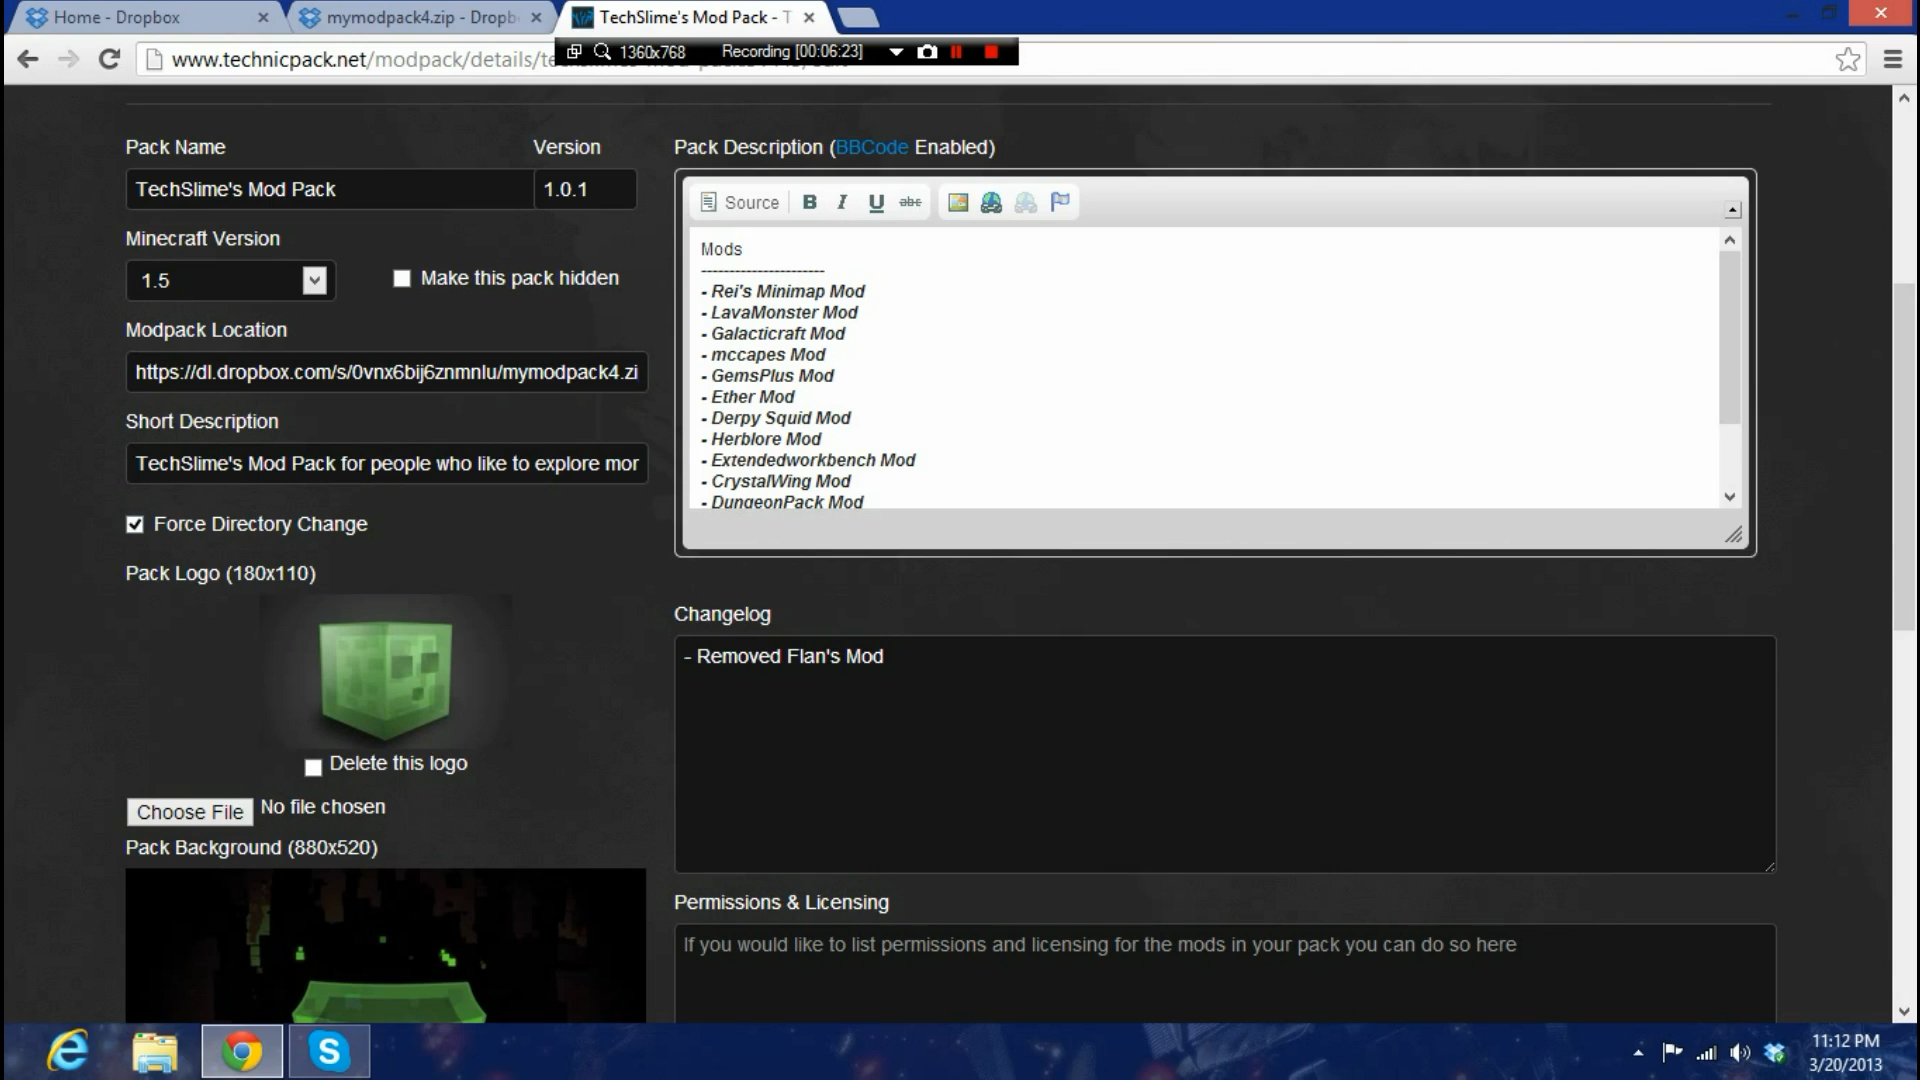 Home - Dropbox
mymodpack4.zip - Dropb
TechSlime's Mod Pack - T
1360x768
Recording [00:06:23]
www.technicpack.net/modpack/details/te
Pack Name
Version
TechSlime's Mod Pack
1.0.1
Minecraft Version
1.5
Make this pack hidden
Modpack Location
https://dl.dropbox.com/s/0vnx6bij6znmnlu/mymodpack4.zi
Short Description
TechSlime's Mod Pack for people who like to explore mor
Force Directory Change
Pack Logo (180x110)
Delete this logo
Choose File
No file chosen
Pack Background (880x520)
Pack Description (BBCode Enabled)
Source
B
I
U
abc
Mods
----------------------
- Rei's Minimap Mod
- LavaMonster Mod
- Galacticraft Mod
- mccapes Mod
- GemsPlus Mod
- Ether Mod
- Derpy Squid Mod
- Herblore Mod
- Extendedworkbench Mod
- CrystalWing Mod
- DungeonPack Mod
Changelog
- Removed Flan's Mod
Permissions & Licensing
If you would like to list permissions and licensing for the mods in your pack you can do so here
11:12 PM
3/20/2013